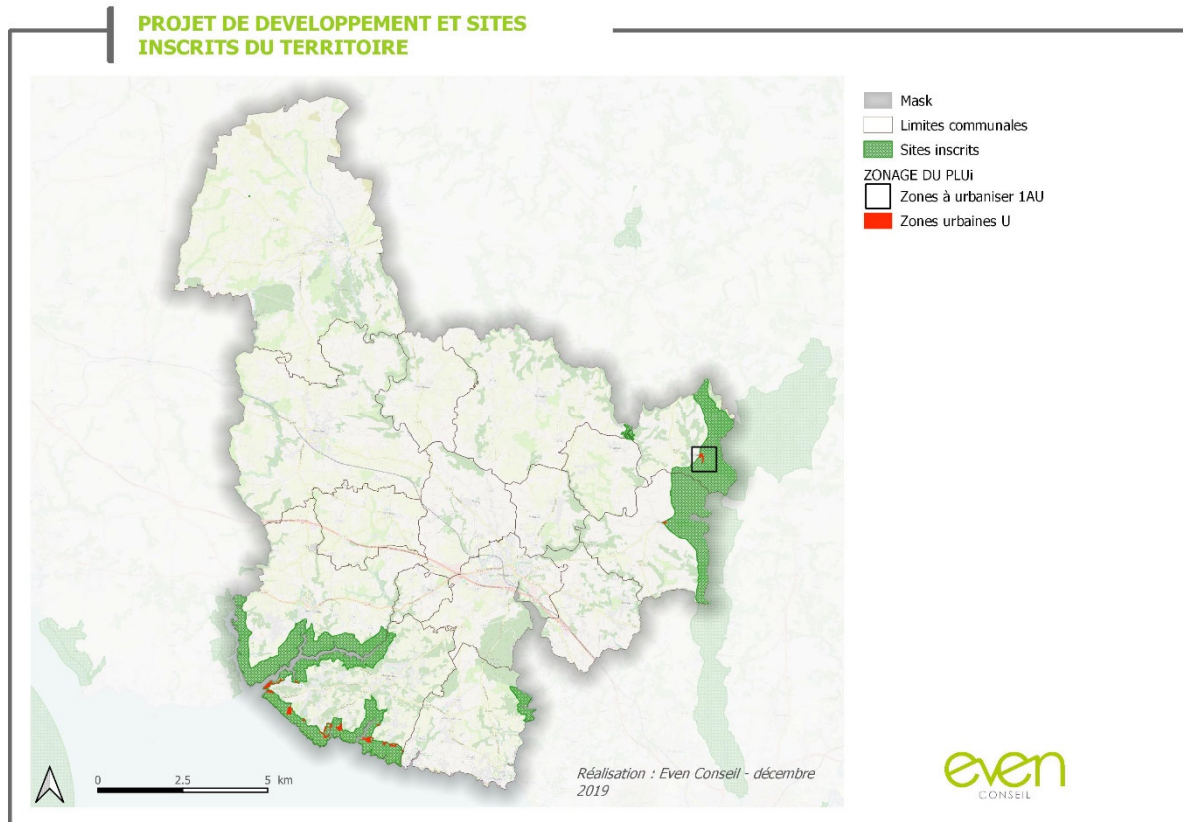 PROJET DE DEVELOPPEMENT ET SITES
INSCRITS DU TERRITOIRE
Mask
Limites communales
Sites inscrits
ZONAGE DU PLUi
Zones à urbaniser 1AU
Zones urbaines U
0 2.5 5 km
Réalisation : Even Conseil - décembre
2019
even
CONSEIL